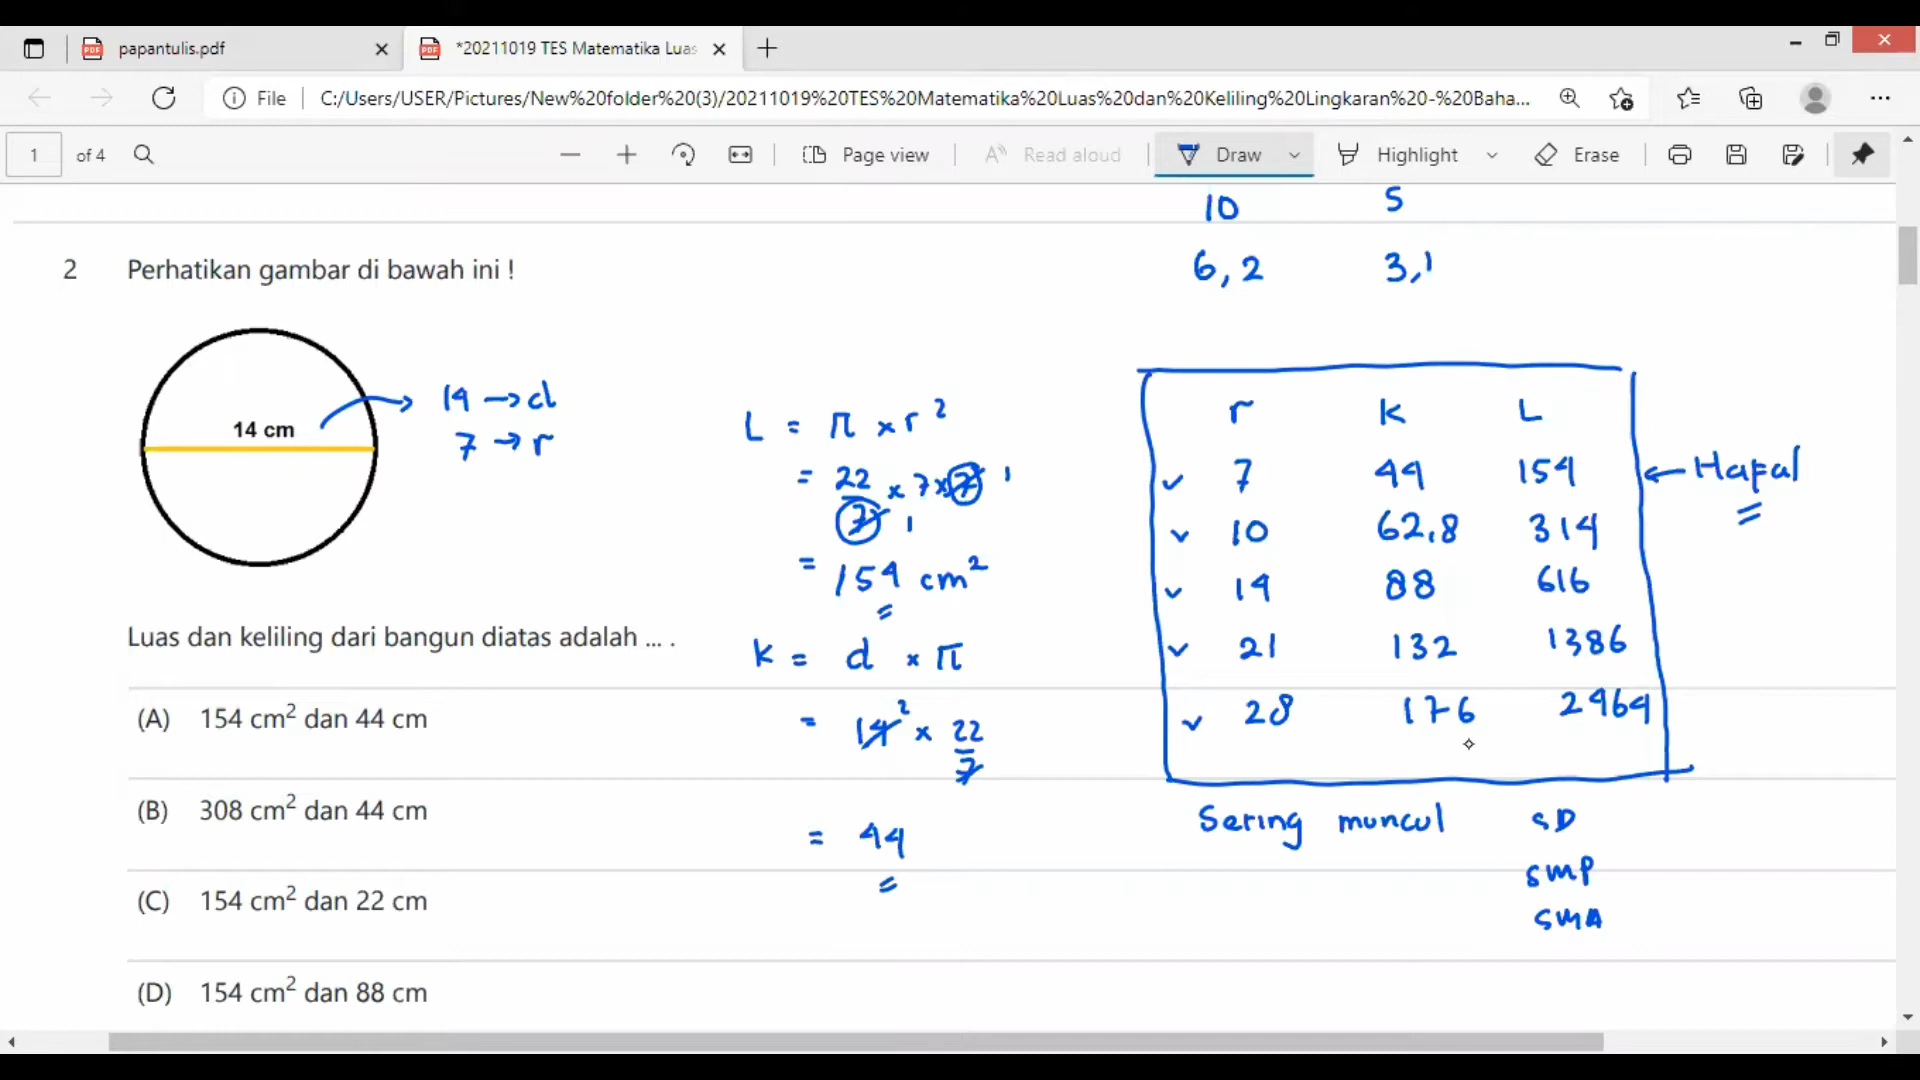 papantulis.pdf
*20211019 TES Matematika Luas
File
C:/Users/USER/Pictures/New%20folder%20(3)/20211019%20TES%20Matematika%20Luas%20dan%20Keliling%20Lingkaran%20-%20Baha...
1 of 4
Page view
Read aloud
Draw
Highlight
Erase
10 5
6,2 3,1
2 Perhatikan gambar di bawah ini !
14 cm
14 → d
7 → r
L = π × r²
= 22/7 × 7 × 7 1
1
= 154 cm²
K = d × π
= 14 ² × 22/7
= 44
r K L
7 44 154
10 62,8 314
14 88 616
21 132 1386
28 176 2464
← Hafal
Sering muncul SD
SMP
SMA
Luas dan keliling dari bangun diatas adalah ... .
(A) 154 cm² dan 44 cm
(B) 308 cm² dan 44 cm
(C) 154 cm² dan 22 cm
(D) 154 cm² dan 88 cm